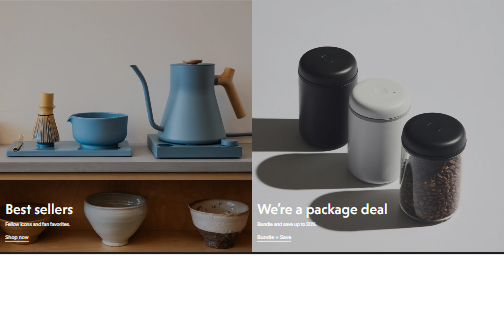 Best sellers
Fellow icons and fan favorites.
Shop now
We're a package deal
Bundle and save up to 50%.
Bundle + Save